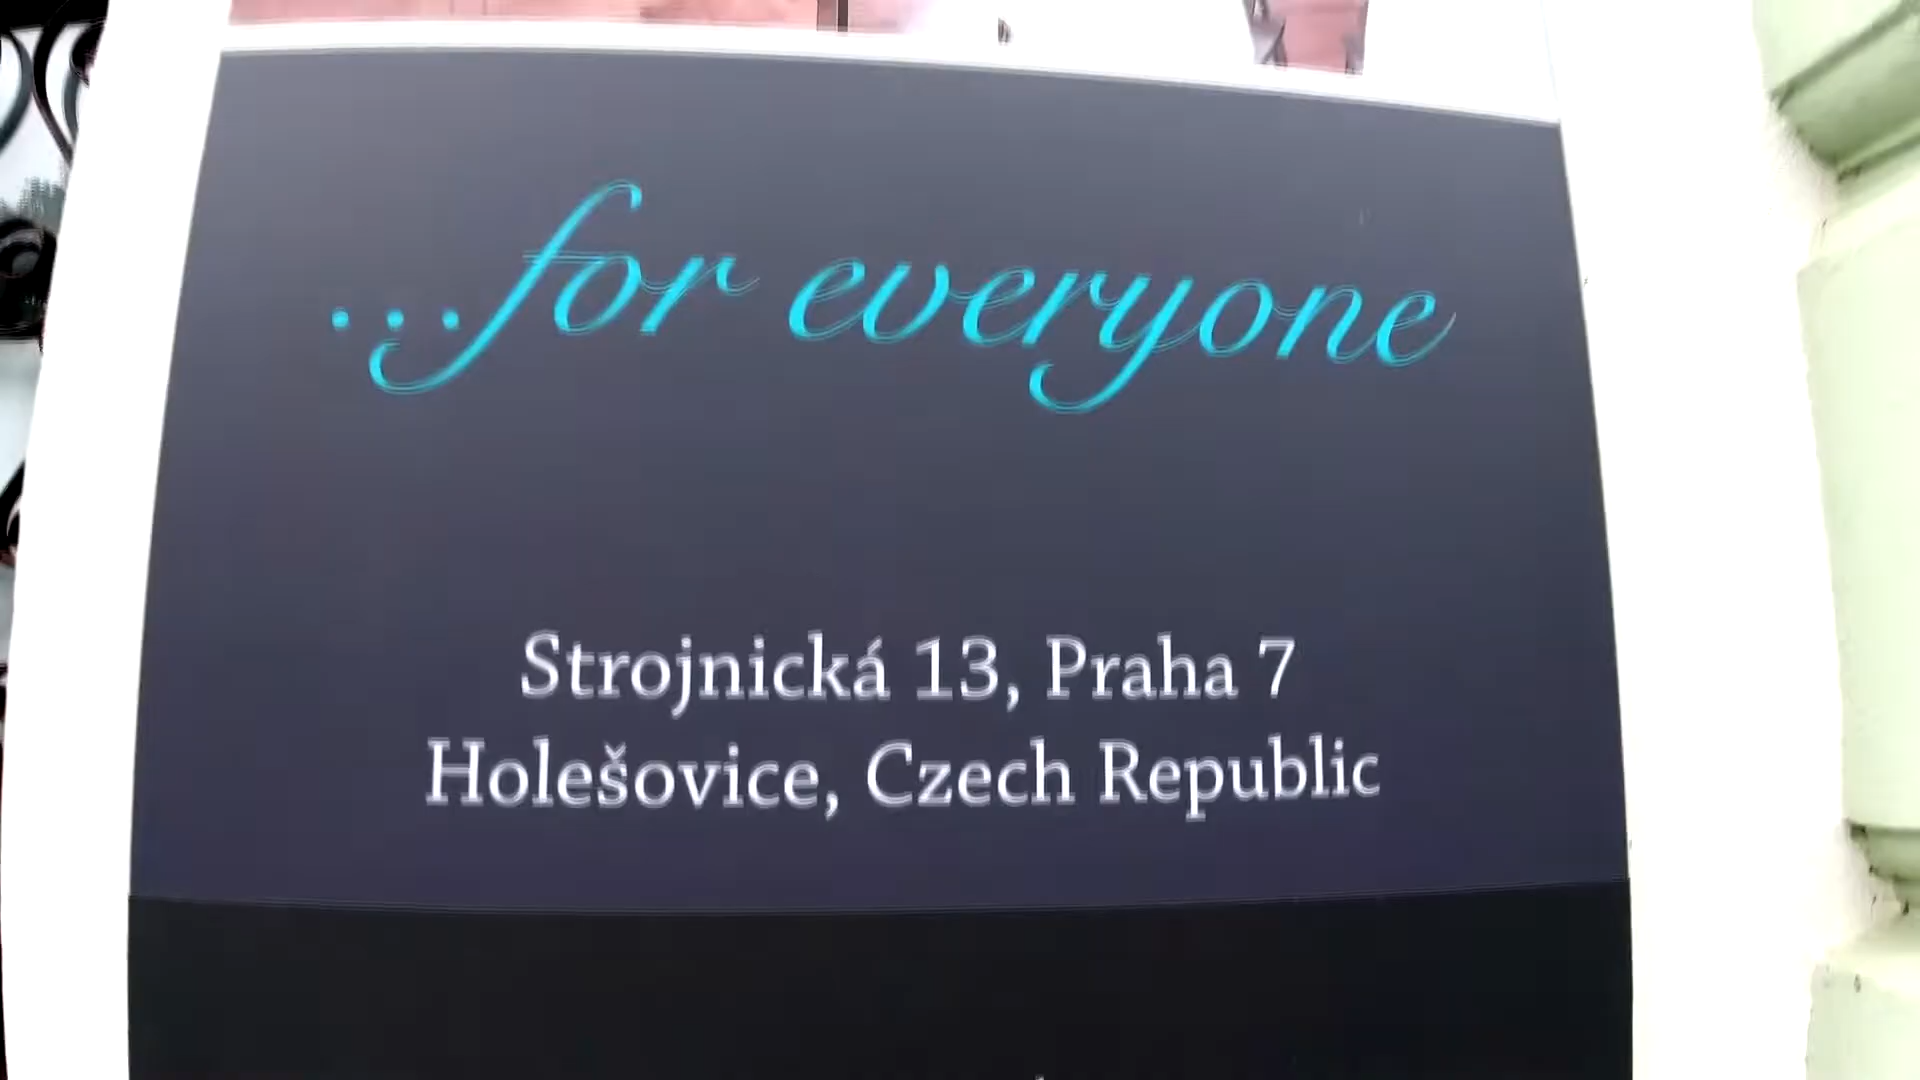 ...for everyone
Strojnická 13, Praha 7
Holešovice, Czech Republic